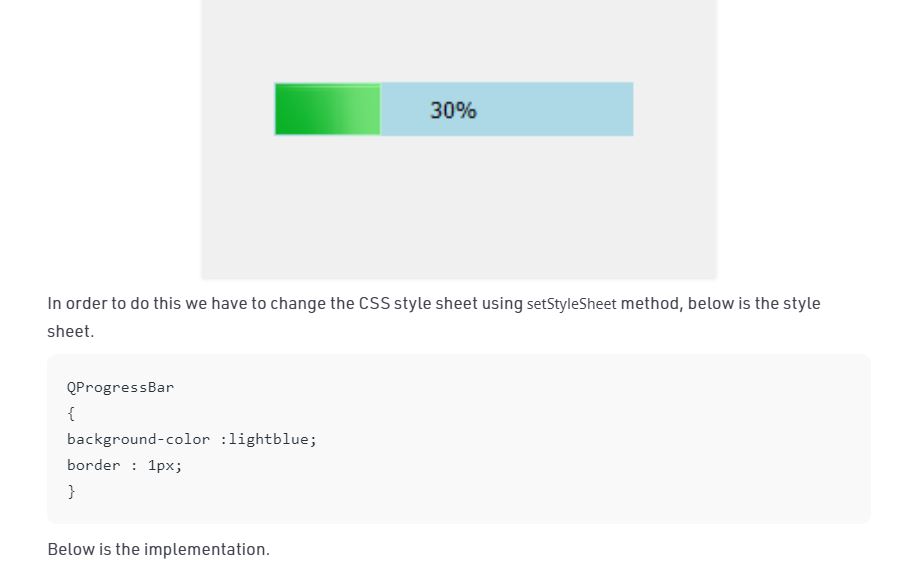 30%
In order to do this we have to change the CSS style sheet using setStyleSheet method, below is the style
sheet.
QProgressBar
{
background-color :lightblue;
border : 1px;
}
Below is the implementation.